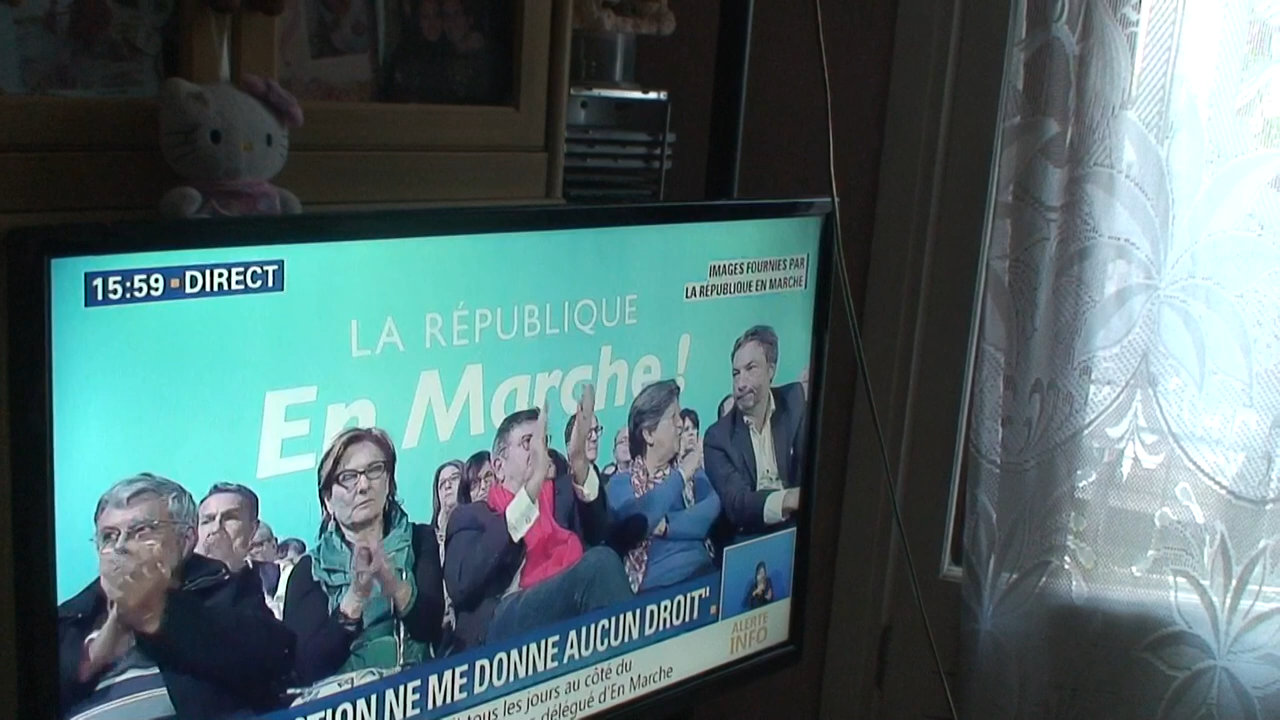 15:59 ▪ DIRECT
IMAGES FOURNIES PAR
LA RÉPUBLIQUE EN MARCHE
LA RÉPUBLIQUE
En Marche !
NE ME DONNE AUCUN DROIT"
ALERTE
INFO
tous les jours au côté du
délégué d'En Marche